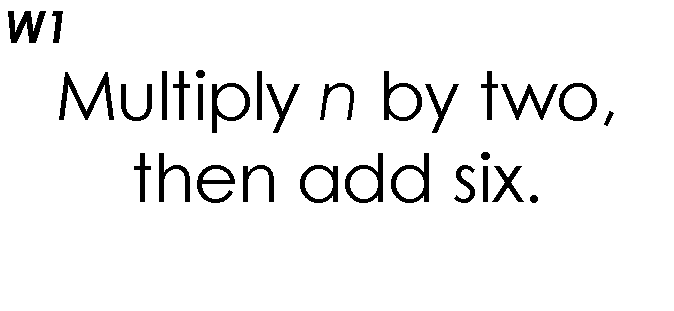 W1
Multiply n by two,
then add six.